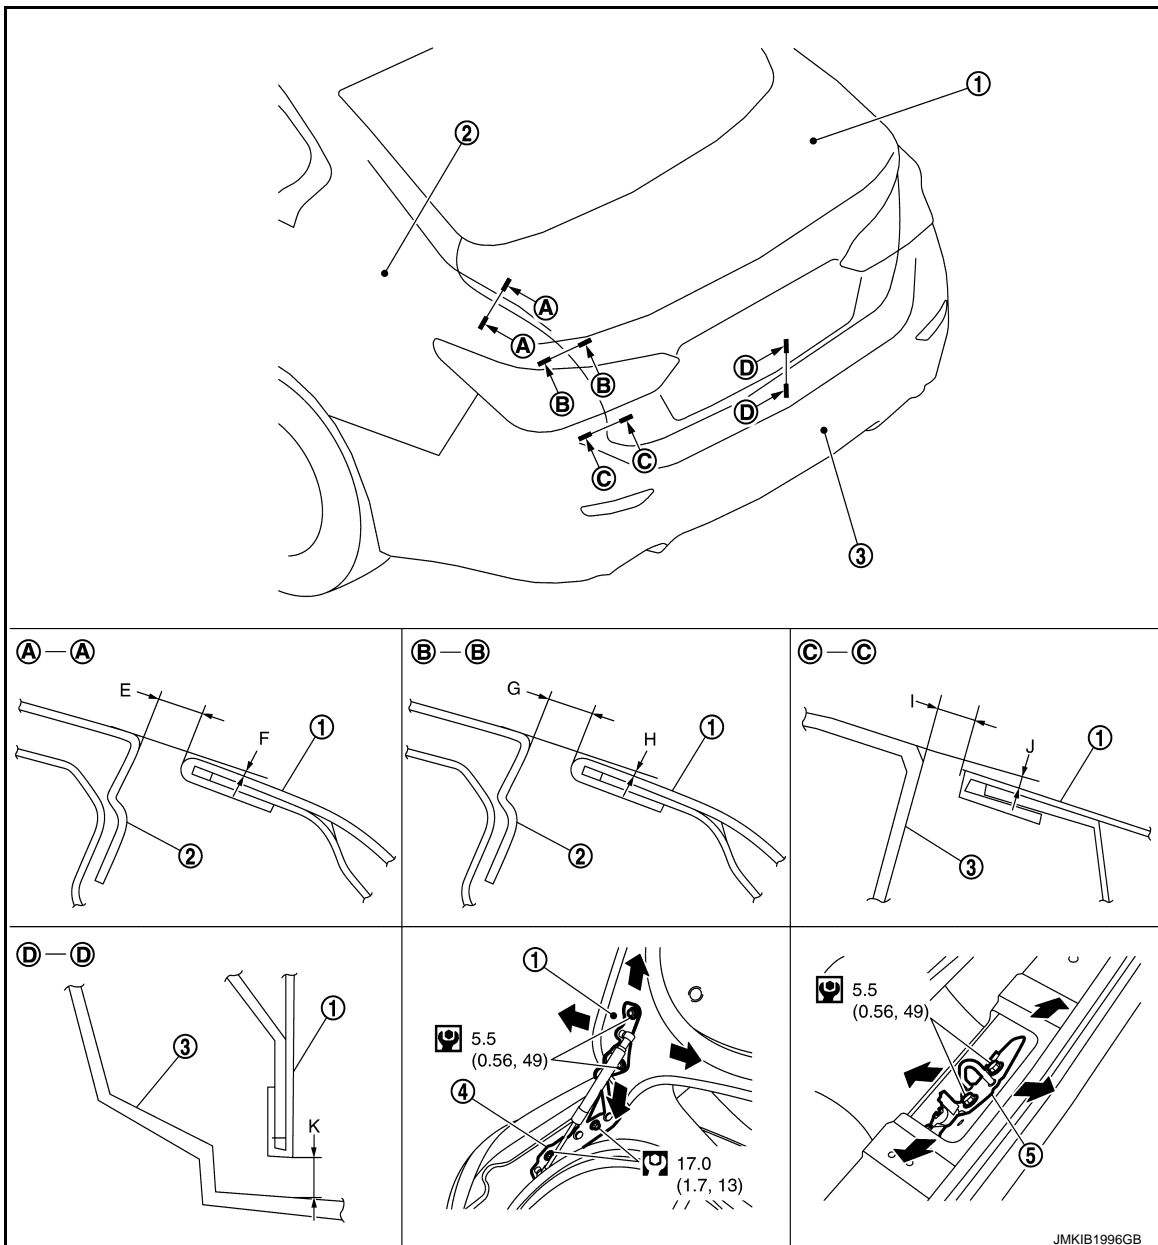 1
2
A
A
B
B
D
D
C
C
3
A — A
E
F
1
2
B — B
G
H
1
2
C — C
I
J
1
3
D — D
1
3
K
1
5.5
(0.56, 49)
4
17.0
(1.7, 13)
5.5
(0.56, 49)
5
JMKIB1996GB